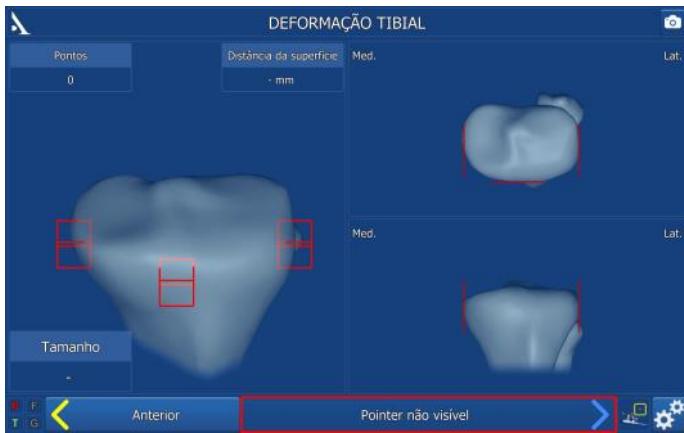 DEFORMAÇÃO TIBIAL
Pontos
0
Distância da superfície
- mm
Med.
Lat.
Med.
Lat.
Tamanho
-
F
T G
Anterior
Pointer não visível